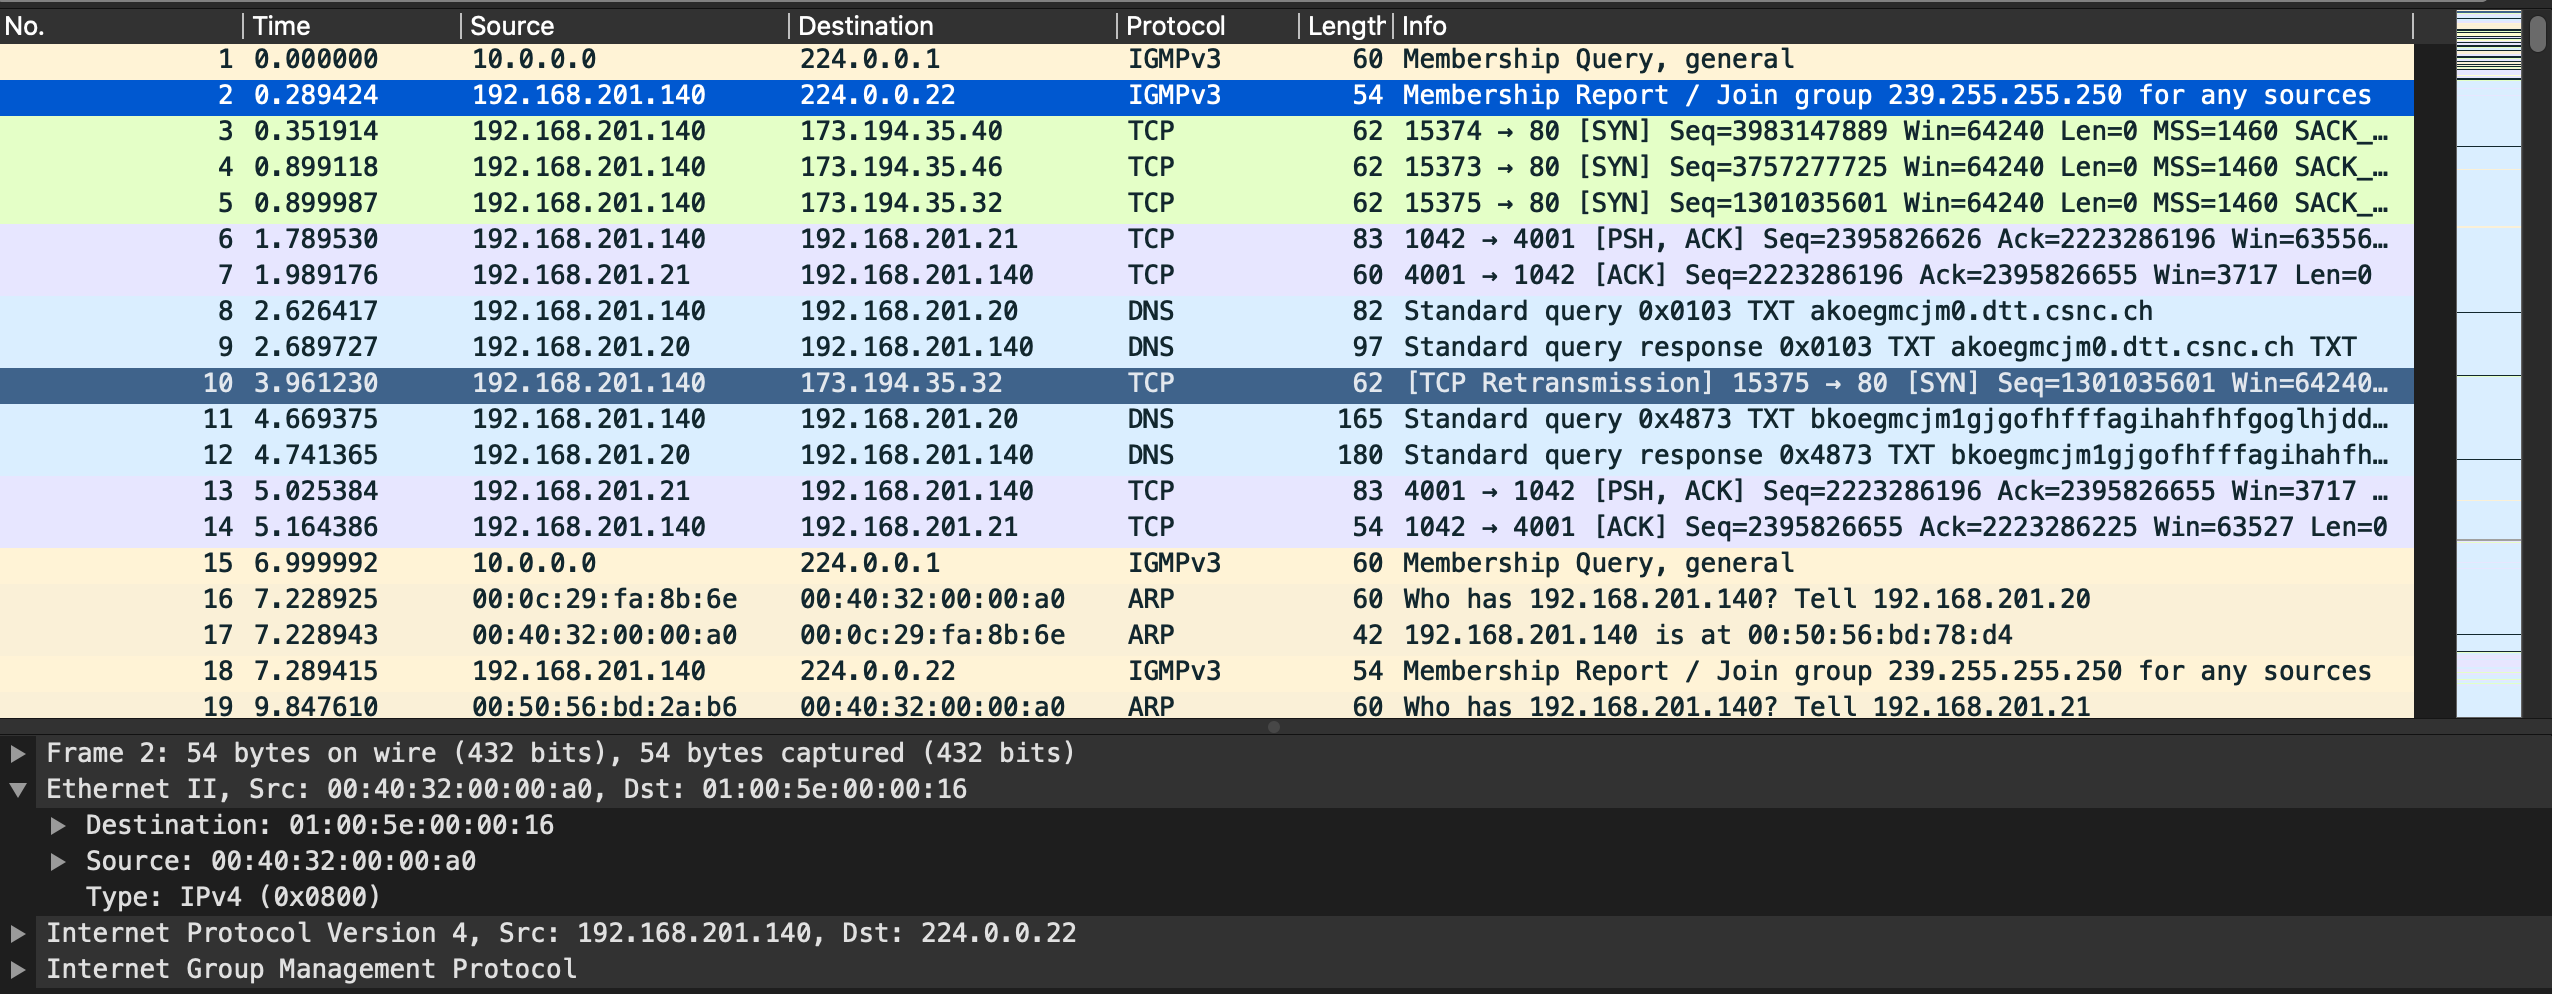 No. Time Source Destination Protocol Length Info
1 0.000000 10.0.0.0 224.0.0.1 IGMPv3 60 Membership Query, general
2 0.289424 192.168.201.140 224.0.0.22 IGMPv3 54 Membership Report / Join group 239.255.255.250 for any sources
3 0.351914 192.168.201.140 173.194.35.40 TCP 62 15374 → 80 [SYN] Seq=3983147889 Win=64240 Len=0 MSS=1460 SACK_…
4 0.899118 192.168.201.140 173.194.35.46 TCP 62 15373 → 80 [SYN] Seq=3757277725 Win=64240 Len=0 MSS=1460 SACK_…
5 0.899987 192.168.201.140 173.194.35.32 TCP 62 15375 → 80 [SYN] Seq=1301035601 Win=64240 Len=0 MSS=1460 SACK_…
6 1.789530 192.168.201.140 192.168.201.21 TCP 83 1042 → 4001 [PSH, ACK] Seq=2395826626 Ack=2223286196 Win=63556…
7 1.989176 192.168.201.21 192.168.201.140 TCP 60 4001 → 1042 [ACK] Seq=2223286196 Ack=2395826655 Win=3717 Len=0
8 2.626417 192.168.201.140 192.168.201.20 DNS 82 Standard query 0x0103 TXT akoegmcjm0.dtt.csnc.ch
9 2.689727 192.168.201.20 192.168.201.140 DNS 97 Standard query response 0x0103 TXT akoegmcjm0.dtt.csnc.ch TXT
10 3.961230 192.168.201.140 173.194.35.32 TCP 62 [TCP Retransmission] 15375 → 80 [SYN] Seq=1301035601 Win=64240…
11 4.669375 192.168.201.140 192.168.201.20 DNS 165 Standard query 0x4873 TXT bkoegmcjm1gjgofhfffagihahfhfgoglhjdd…
12 4.741365 192.168.201.20 192.168.201.140 DNS 180 Standard query response 0x4873 TXT bkoegmcjm1gjgofhfffagihahfh…
13 5.025384 192.168.201.21 192.168.201.140 TCP 83 4001 → 1042 [PSH, ACK] Seq=2223286196 Ack=2395826655 Win=3717 …
14 5.164386 192.168.201.140 192.168.201.21 TCP 54 1042 → 4001 [ACK] Seq=2395826655 Ack=2223286225 Win=63527 Len=0
15 6.999992 10.0.0.0 224.0.0.1 IGMPv3 60 Membership Query, general
16 7.228925 00:0c:29:fa:8b:6e 00:40:32:00:00:a0 ARP 60 Who has 192.168.201.140? Tell 192.168.201.20
17 7.228943 00:40:32:00:00:a0 00:0c:29:fa:8b:6e ARP 42 192.168.201.140 is at 00:50:56:bd:78:d4
18 7.289415 192.168.201.140 224.0.0.22 IGMPv3 54 Membership Report / Join group 239.255.255.250 for any sources
19 9.847610 00:50:56:bd:2a:b6 00:40:32:00:00:a0 ARP 60 Who has 192.168.201.140? Tell 192.168.201.21
Frame 2: 54 bytes on wire (432 bits), 54 bytes captured (432 bits)
Ethernet II, Src: 00:40:32:00:00:a0, Dst: 01:00:5e:00:00:16
Destination: 01:00:5e:00:00:16
Source: 00:40:32:00:00:a0
Type: IPv4 (0x0800)
Internet Protocol Version 4, Src: 192.168.201.140, Dst: 224.0.0.22
Internet Group Management Protocol